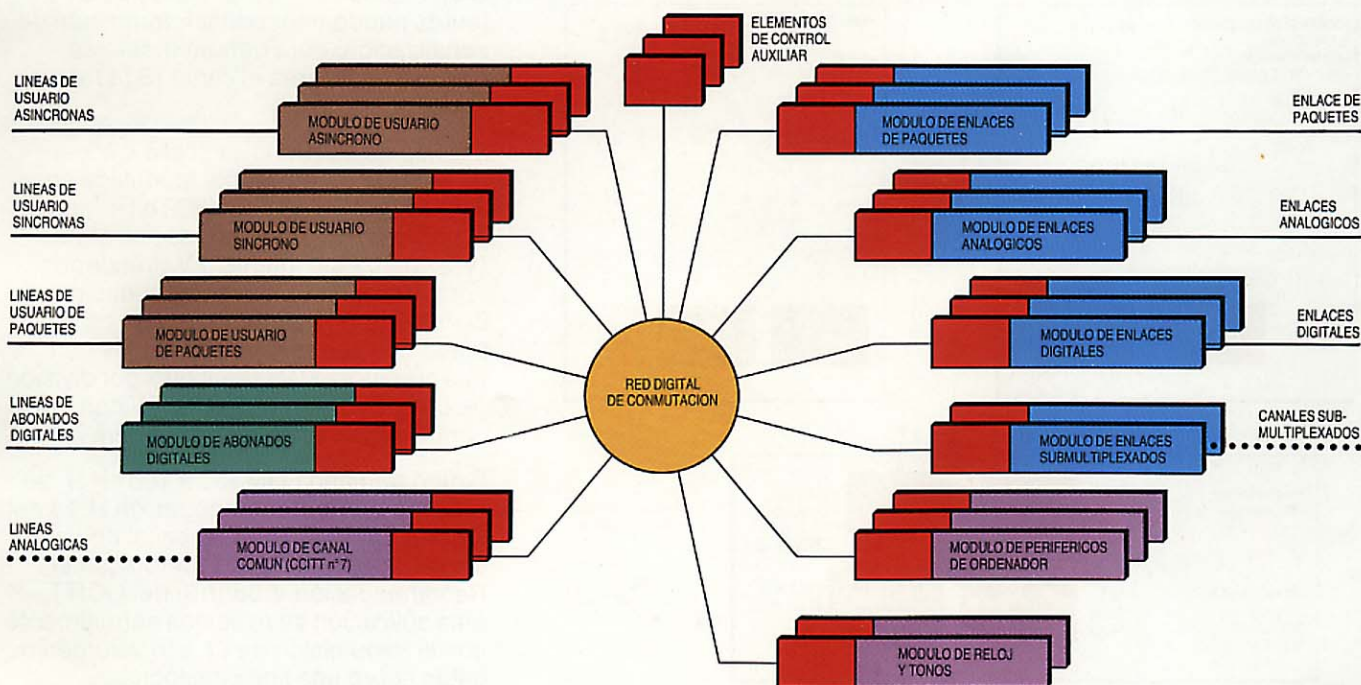 ELEMENTOS
DE CONTROL
AUXILIAR
LINEAS DE
USUARIO
ASINCRONAS
MODULO DE USUARIO
ASINCRONO
MODULO DE ENLACES
DE PAQUETES
ENLACE DE
PAQUETES
LINEAS DE
USUARIO
SINCRONAS
MODULO DE USUARIO
SINCRONO
MODULO DE ENLACES
ANALOGICOS
ENLACES
ANALOGICOS
LINEAS DE
USUARIO DE
PAQUETES
MODULO DE USUARIO
DE PAQUETES
MODULO DE ENLACES
DIGITALES
ENLACES
DIGITALES
RED DIGITAL
DE CONMUTACION
LINEAS DE
ABONADOS
DIGITALES
MODULO DE ABONADOS
DIGITALES
MODULO DE ENLACES
SUBMULTIPLEXADOS
CANALES SUB-
MULTIPLEXADOS
LINEAS
ANALOGICAS
MODULO DE CANAL
COMUN (CCITT nº 7)
MODULO DE PERIFERICOS
DE ORDENADOR
MODULO DE RELOJ
Y TONOS